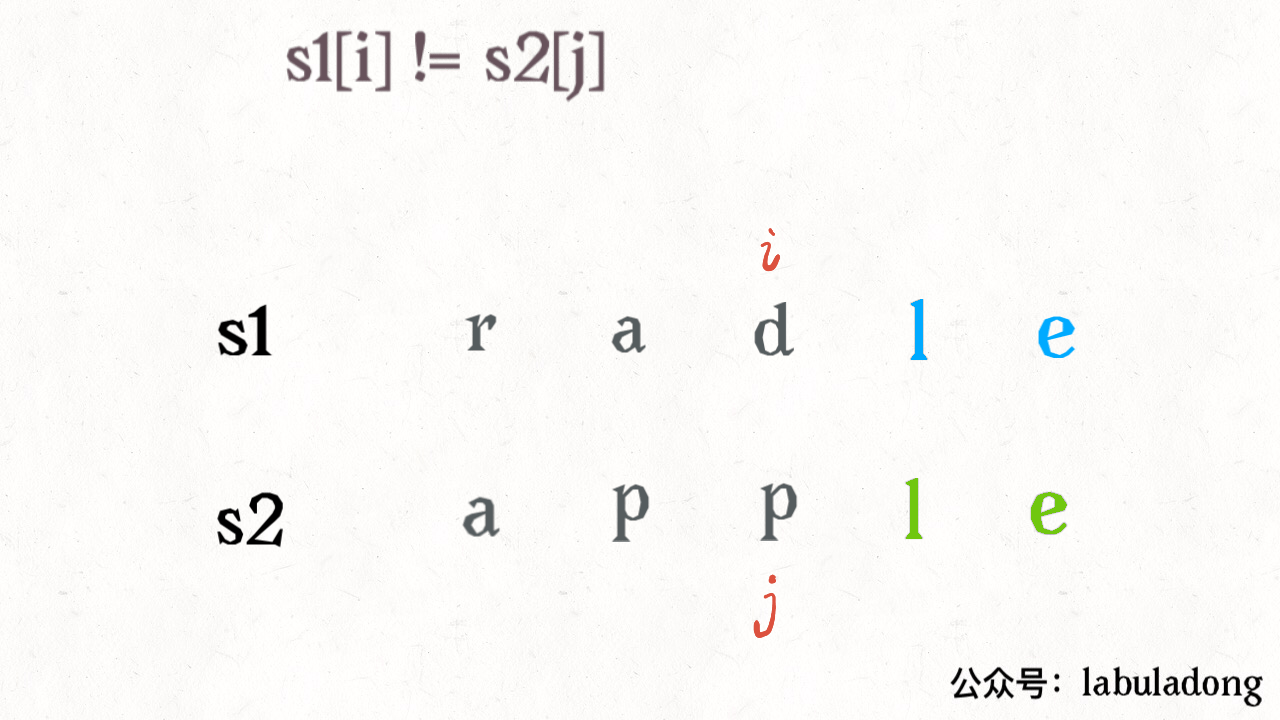 s1[i] != s2[j]
i
s1 r a d l e
s2 a p p l e
j
公众号：labuladong